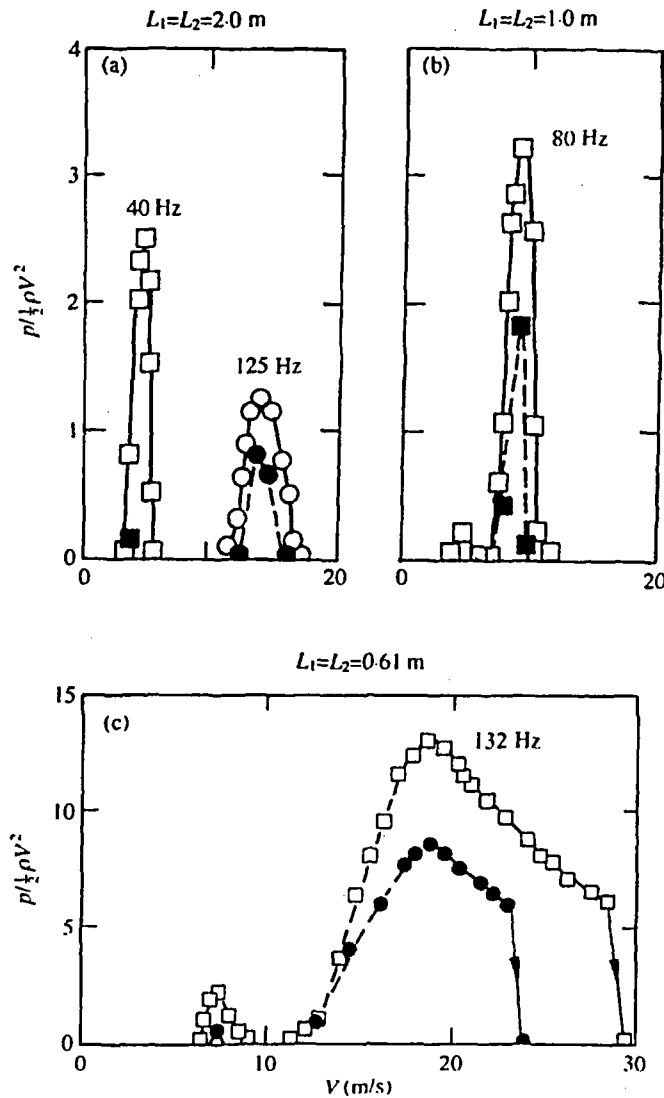 L₁=L₂=2·0 m
L₁=L₂=1·0 m
(a)
(b)
4
3
2
1
0
p/½ρV²
40 Hz
125 Hz
80 Hz
0
20
0
20
L₁=L₂=0·61 m
(c)
15
10
5
0
p/½ρV²
132 Hz
0
10
20
30
V (m/s)